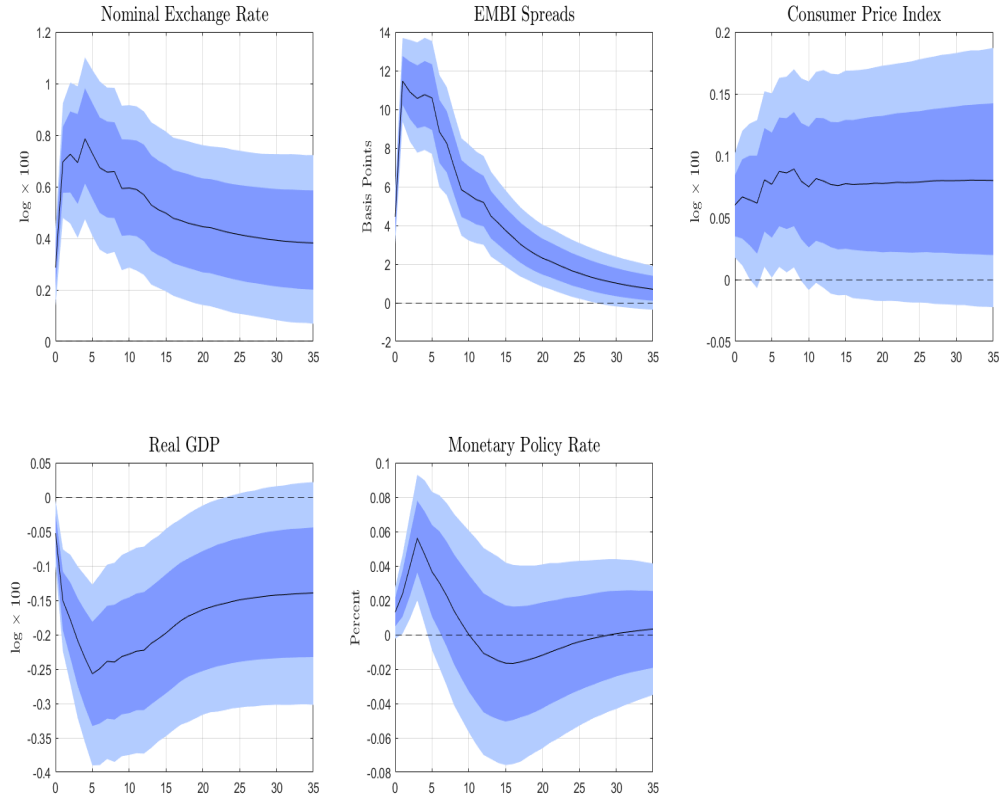 Nominal Exchange Rate
log × 100
1.2
1
0.8
0.6
0.4
0.2
0
0 5 10 15 20 25 30 35
EMBI Spreads
Basis Points
14
12
10
8
6
4
2
0
-2
0 5 10 15 20 25 30 35
Consumer Price Index
log × 100
0.2
0.15
0.1
0.05
0
-0.05
0 5 10 15 20 25 30 35
Real GDP
log × 100
0.05
0
-0.05
-0.1
-0.15
-0.2
-0.25
-0.3
-0.35
-0.4
0 5 10 15 20 25 30 35
Monetary Policy Rate
Percent
0.1
0.08
0.06
0.04
0.02
0
-0.02
-0.04
-0.06
-0.08
0 5 10 15 20 25 30 35